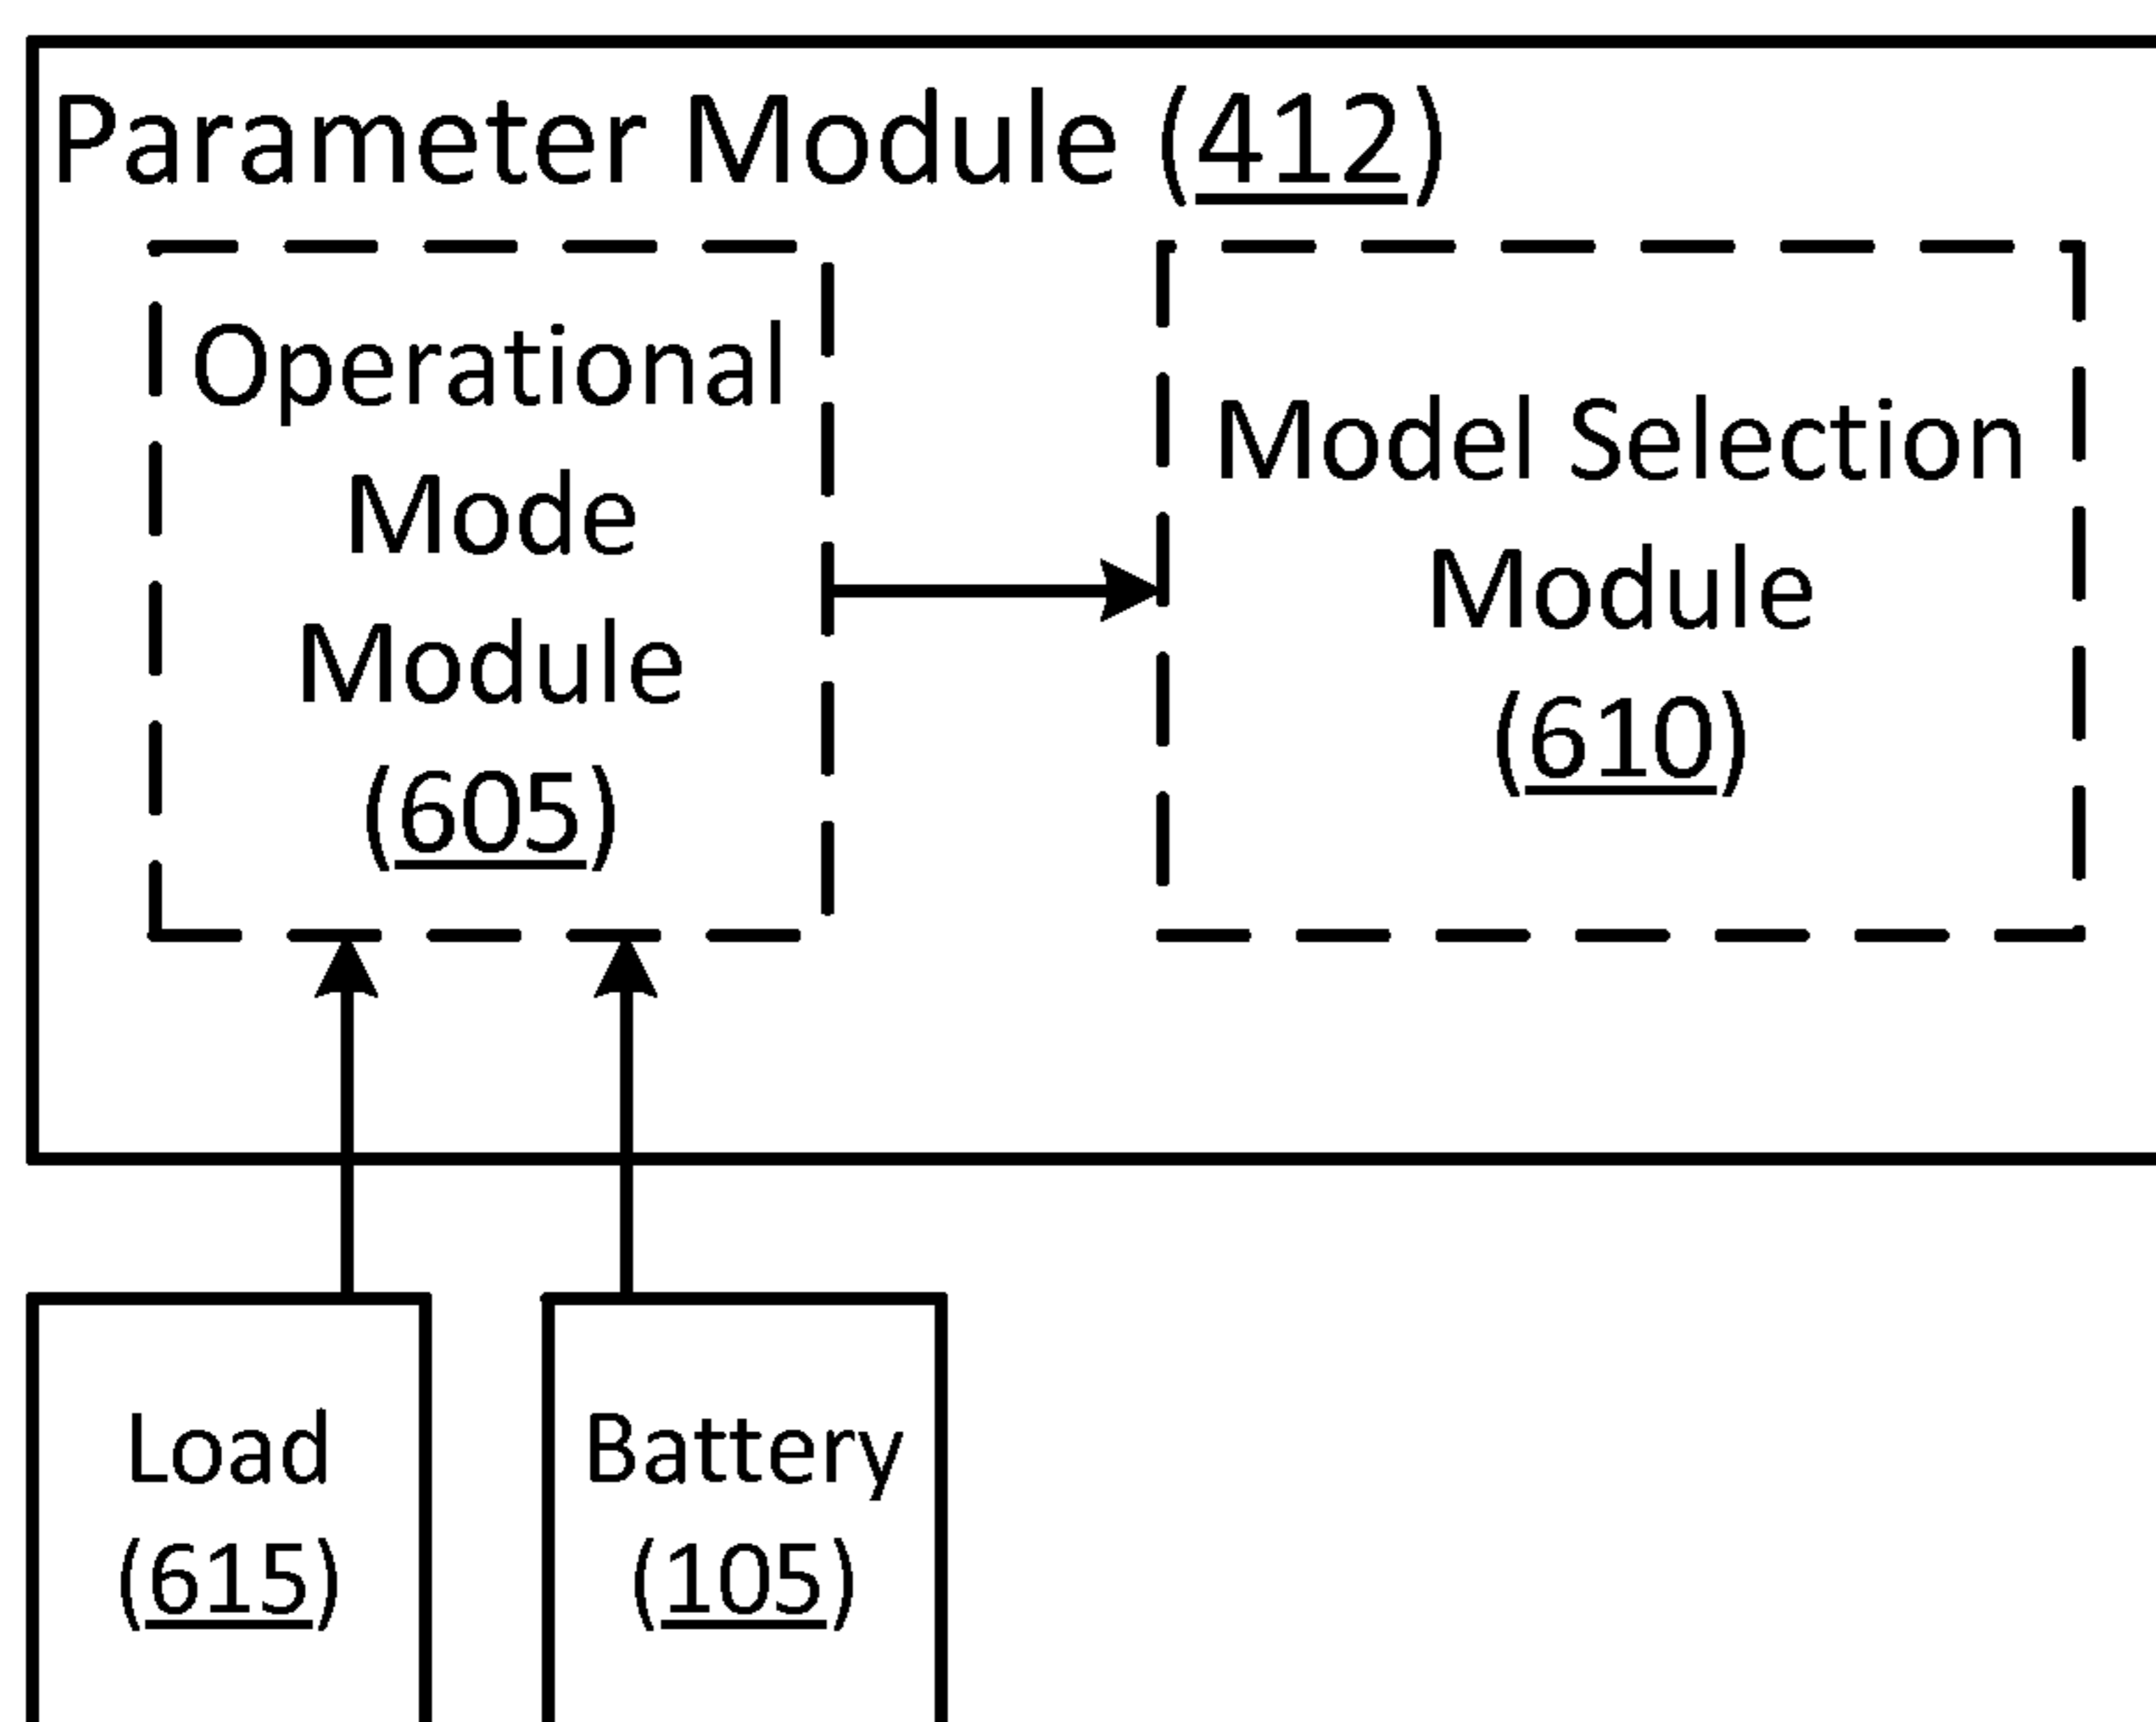 Parameter Module (412)
Operational
Mode
Module
(605)
Model Selection
Module
(610)
Load
(615)
Battery
(105)